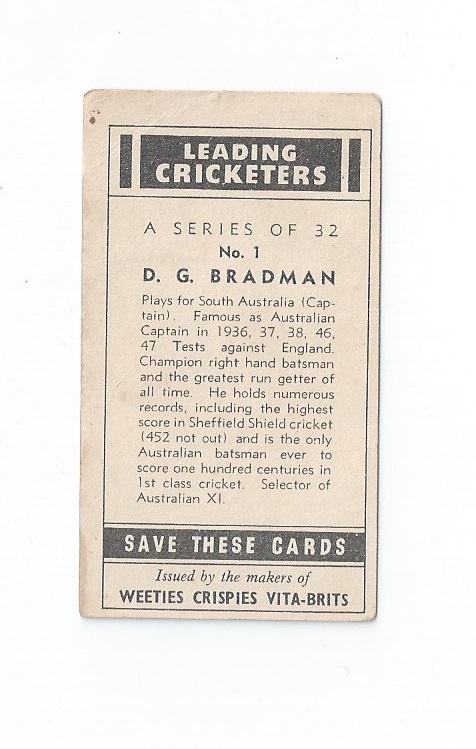 LEADING
CRICKETERS
A SERIES OF 32
No. 1
D. G. BRADMAN
Plays for South Australia (Cap-
tain). Famous as Australian
Captain in 1936, 37, 38, 46,
47 Tests against England.
Champion right hand batsman
and the greatest run getter of
all time. He holds numerous
records, including the highest
score in Sheffield Shield cricket
(452 not out) and is the only
Australian batsman ever to
score one hundred centuries in
1st class cricket. Selector of
Australian XI.
SAVE THESE CARDS
Issued by the makers of
WEETIES CRISPIES VITA-BRITS